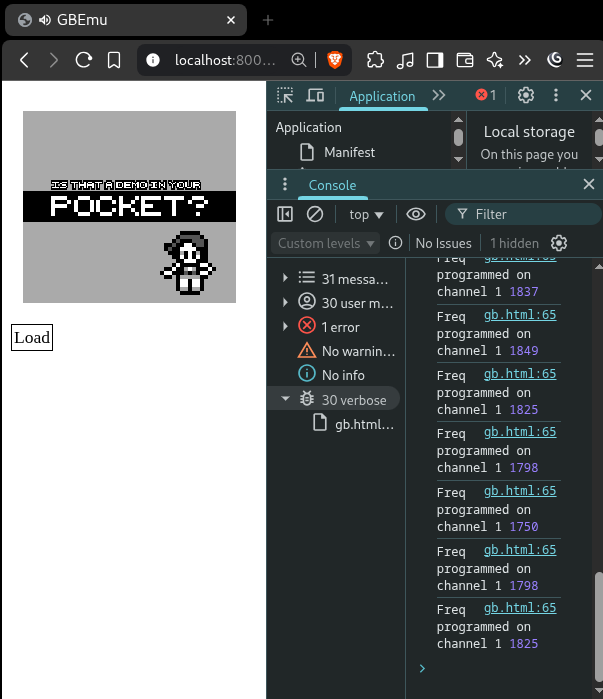 GBEmu
localhost:800...
1
Application
Application
Manifest
Local storage
On this page you
Console
top
Filter
Custom levels
No Issues
1 hidden
IS THAT A DEMO IN YOUR
POCKET?
Load
31 messa...
30 user m...
1 error
No warnin...
No info
30 verbose
gb.html...
Freq gb.html:65
programmed on
channel 1 1837
Freq gb.html:65
programmed on
channel 1 1849
Freq gb.html:65
programmed on
channel 1 1825
Freq gb.html:65
programmed on
channel 1 1798
Freq gb.html:65
programmed on
channel 1 1750
Freq gb.html:65
programmed on
channel 1 1798
Freq gb.html:65
programmed on
channel 1 1825